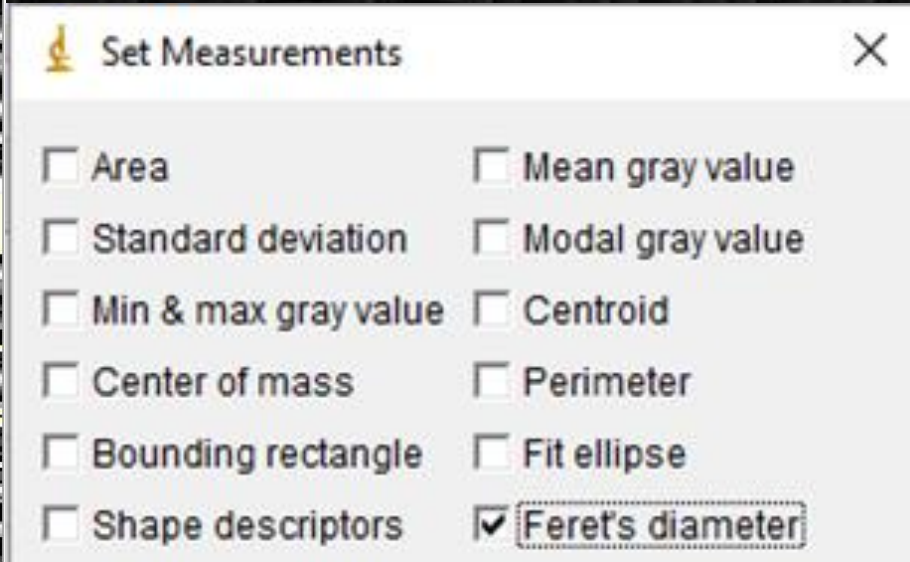 Set Measurements
Area
Mean gray value
Standard deviation
Modal gray value
Min & max gray value
Centroid
Center of mass
Perimeter
Bounding rectangle
Fit ellipse
Shape descriptors
Feret's diameter